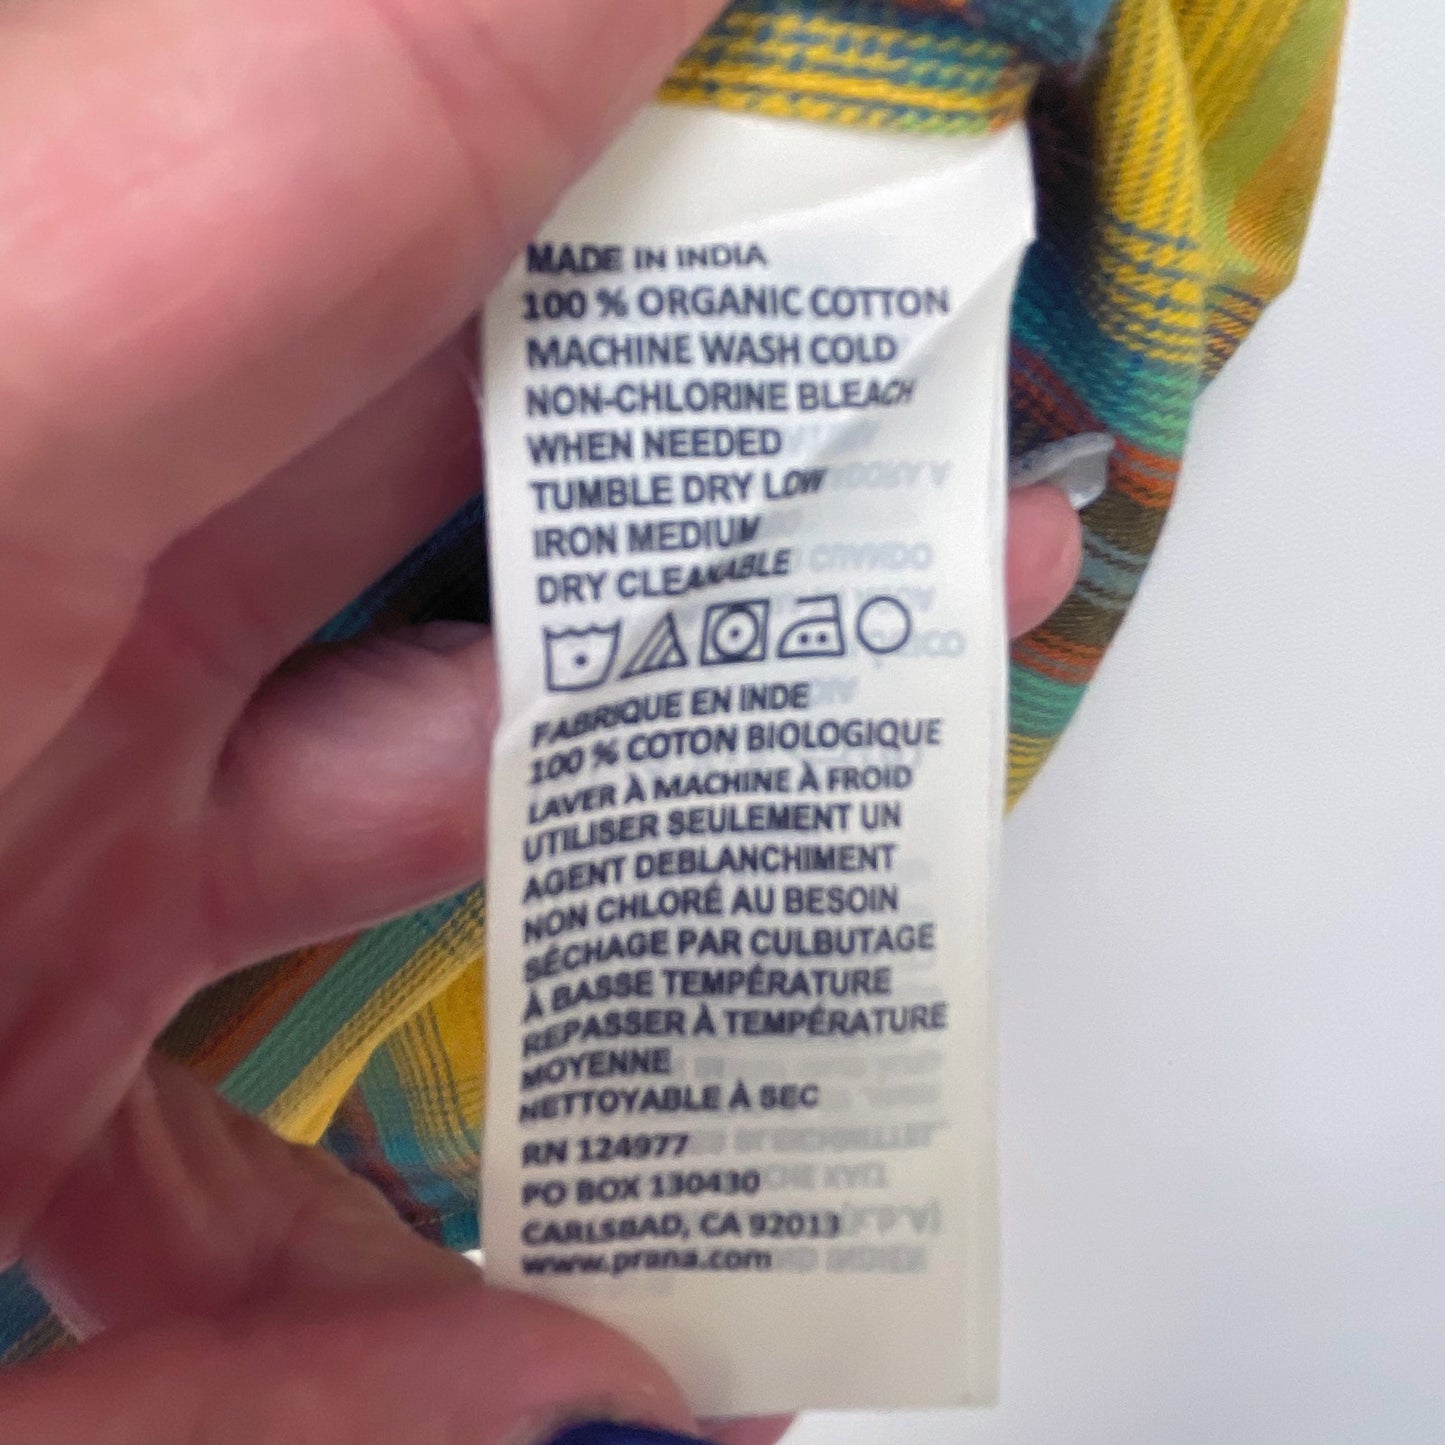 MADE IN INDIA
100 % ORGANIC COTTON
MACHINE WASH COLD
NON-CHLORINE BLEACH
WHEN NEEDED
TUMBLE DRY LOW
IRON MEDIUM
DRY CLEANABLE
FABRIQUE EN INDE
100 % COTON BIOLOGIQUE
LAVER À MACHINE À FROID
UTILISER SEULEMENT UN
AGENT DEBLANCHIMENT
NON CHLORÉ AU BESOIN
SÉCHAGE PAR CULBUTAGE
À BASSE TEMPÉRATURE
REPASSER À TEMPÉRATURE
MOYENNE
NETTOYABLE À SEC
RN 124977
PO BOX 130430
CARLSBAD, CA 92013
www.prana.com